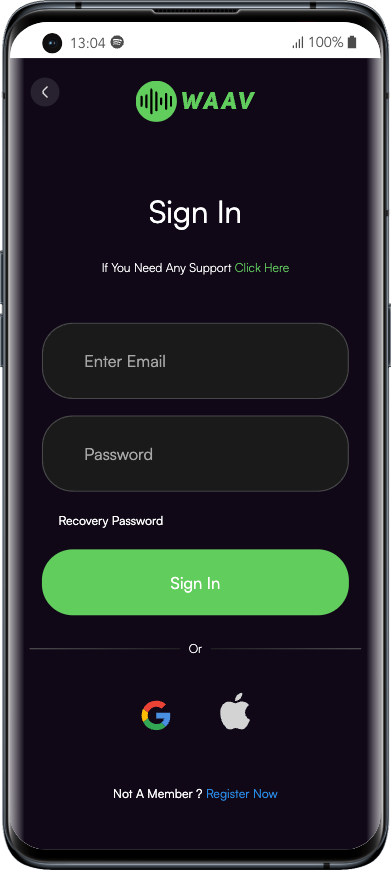 13:04 100%
WAAV
Sign In
If You Need Any Support Click Here
Enter Email
Password
Recovery Password
Sign In
Or
Not A Member ? Register Now